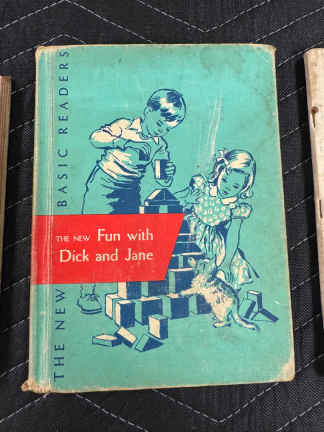 THE NEW BASIC READERS
THE NEW Fun with
Dick and Jane